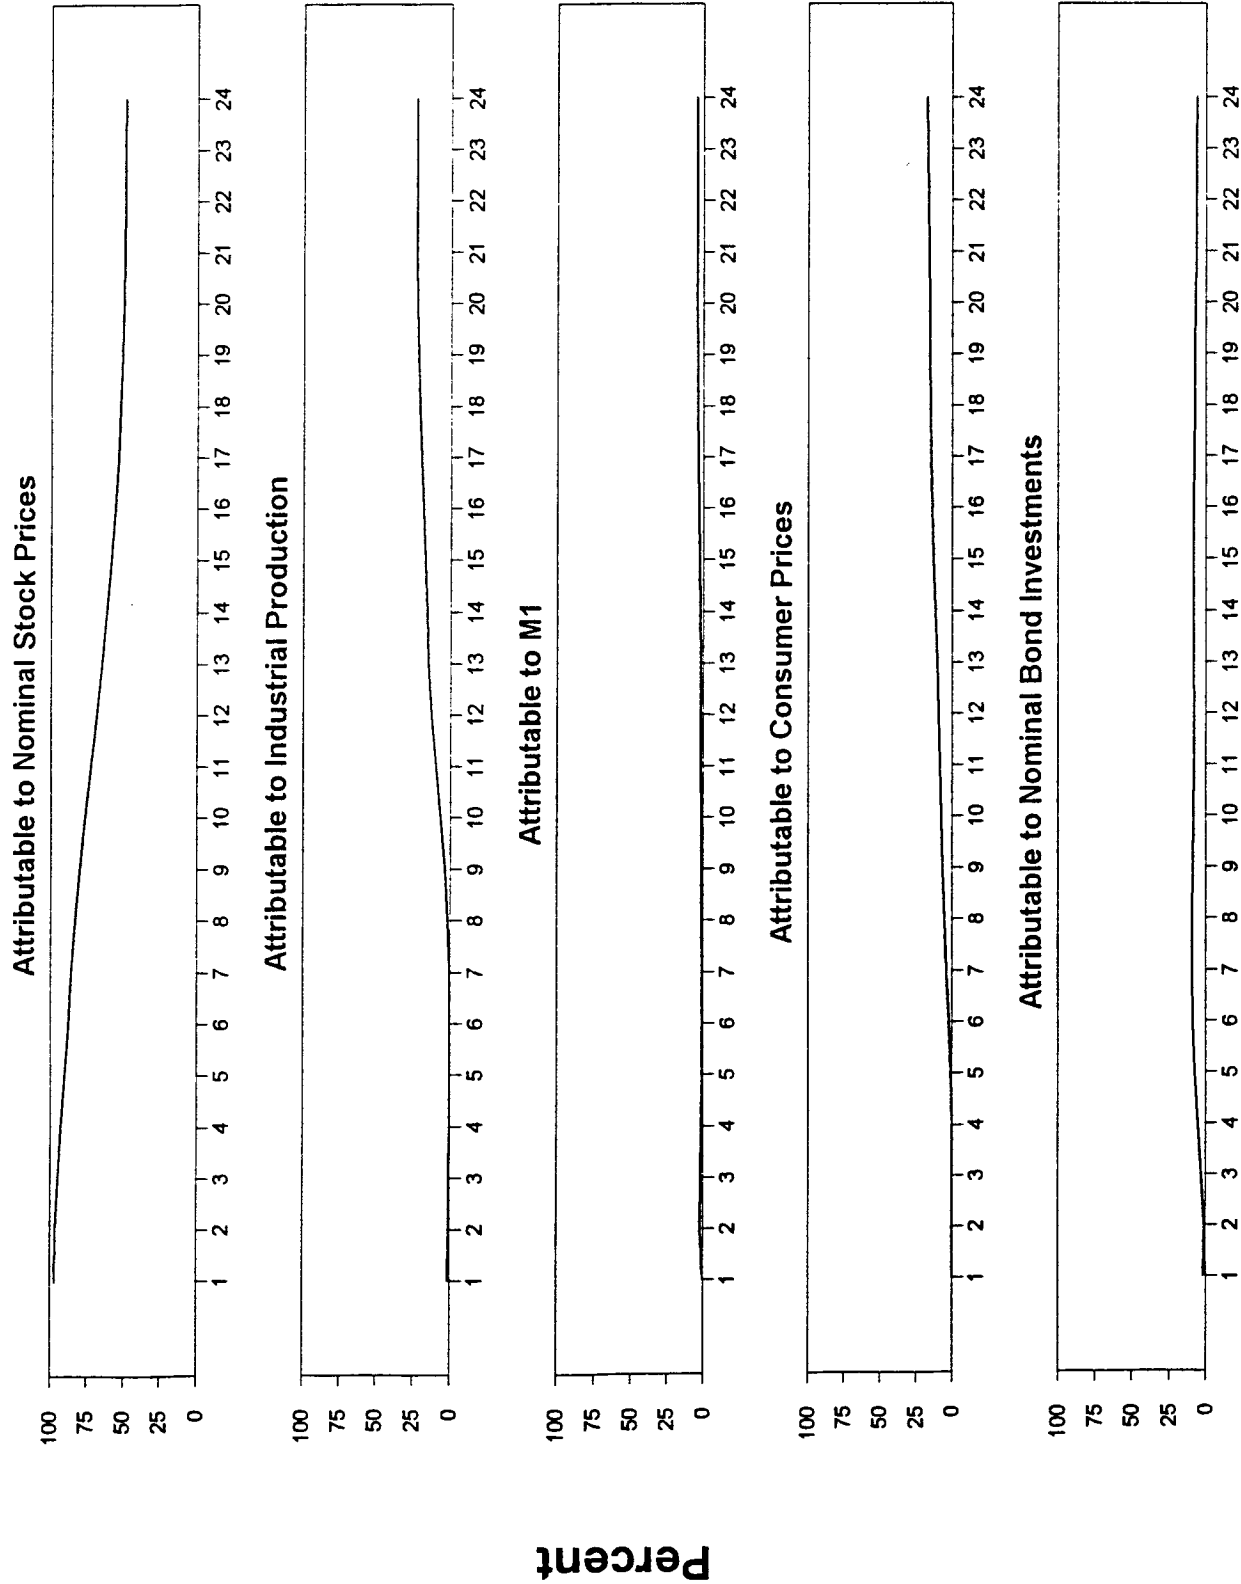 Percent
Attributable to Nominal Stock Prices
100
75
50
25
0
1 2 3 4 5 6 7 8 9 10 11 12 13 14 15 16 17 18 19 20 21 22 23 24
Attributable to Industrial Production
100
75
50
25
0
1 2 3 4 5 6 7 8 9 10 11 12 13 14 15 16 17 18 19 20 21 22 23 24
Attributable to M1
100
75
50
25
0
1 2 3 4 5 6 7 8 9 10 11 12 13 14 15 16 17 18 19 20 21 22 23 24
Attributable to Consumer Prices
100
75
50
25
0
1 2 3 4 5 6 7 8 9 10 11 12 13 14 15 16 17 18 19 20 21 22 23 24
Attributable to Nominal Bond Investments
100
75
50
25
0
1 2 3 4 5 6 7 8 9 10 11 12 13 14 15 16 17 18 19 20 21 22 23 24